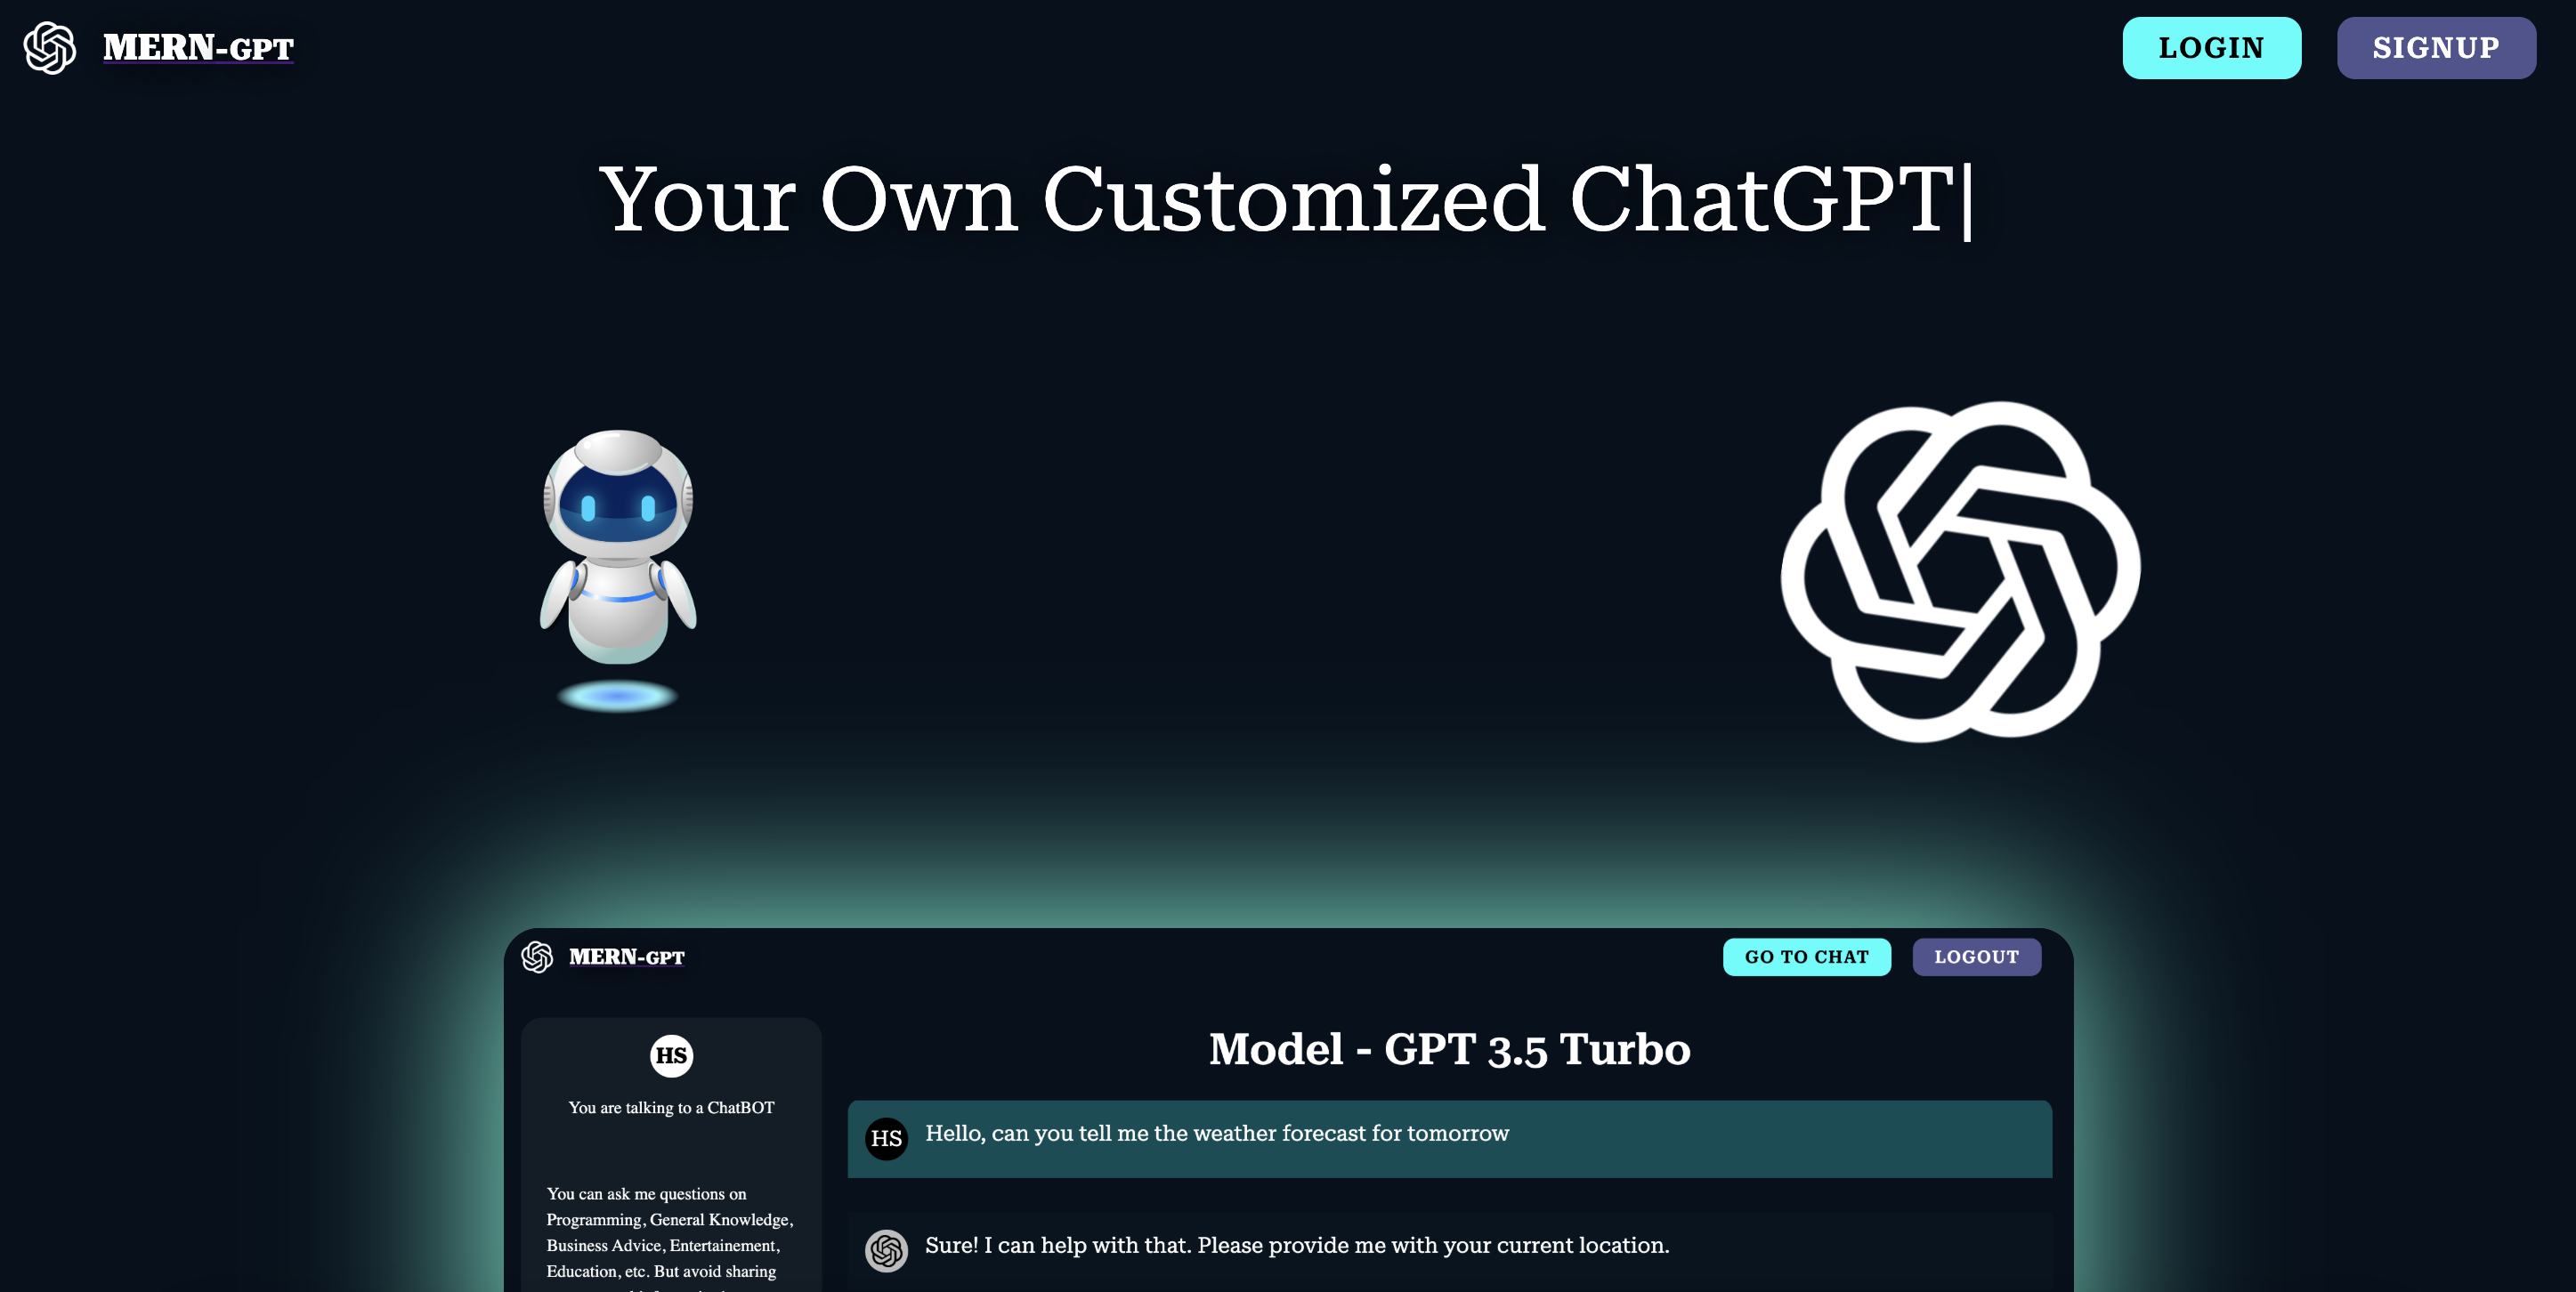 MERN-GPT
LOGIN
SIGNUP
Your Own Customized ChatGPT|
MERN-GPT
GO TO CHAT
LOGOUT
HS
You are talking to a ChatBOT
You can ask me questions on
Programming, General Knowledge,
Business Advice, Entertainement,
Education, etc. But avoid sharing
Model - GPT 3.5 Turbo
HS
Hello, can you tell me the weather forecast for tomorrow
Sure! I can help with that. Please provide me with your current location.